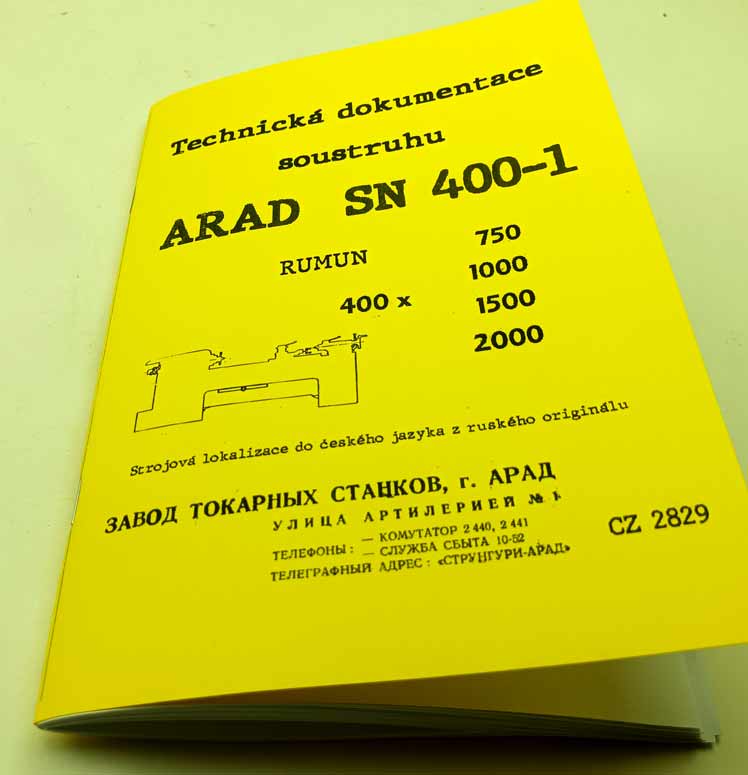 Technická dokumentace
soustruhu
ARAD SN 400-1
RUMUN
400 x
750
1000
1500
2000
Strojová lokalizace do českého jazyka z ruského originálu
ЗАВОД ТОКАРНЫХ СТАНКОВ, г. АРАД
УЛИЦА АРТИЛЕРИЕЙ № 1
ТЕЛЕФОНЫ: — КОМУТАТОР 2 440, 2 441
— СЛУЖБА СБЫТА 10-52
ТЕЛЕГРАФНЫЙ АДРЕС: «СТРУНГУРИ-АРАД»
CZ 2829